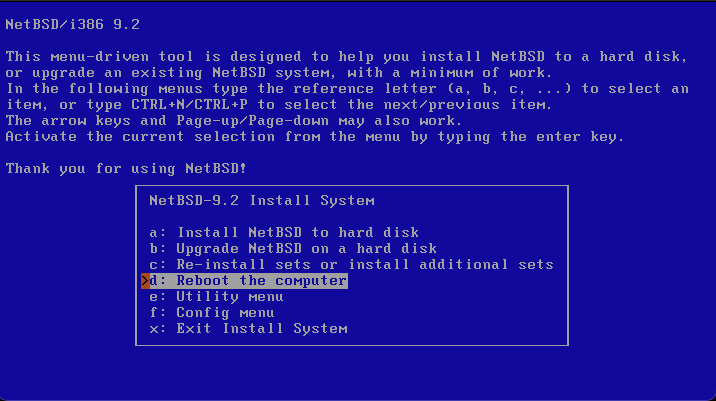 NetBSD/i386 9.2
This menu-driven tool is designed to help you install NetBSD to a hard disk,
or upgrade an existing NetBSD system, with a minimum of work.
In the following menus type the reference letter (a, b, c, ...) to select an
item, or type CTRL+N/CTRL+P to select the next/previous item.
The arrow keys and Page-up/Page-down may also work.
Activate the current selection from the menu by typing the enter key.
Thank you for using NetBSD!
NetBSD-9.2 Install System
a: Install NetBSD to hard disk
b: Upgrade NetBSD on a hard disk
c: Re-install sets or install additional sets
>d: Reboot the computer
e: Utility menu
f: Config menu
x: Exit Install System